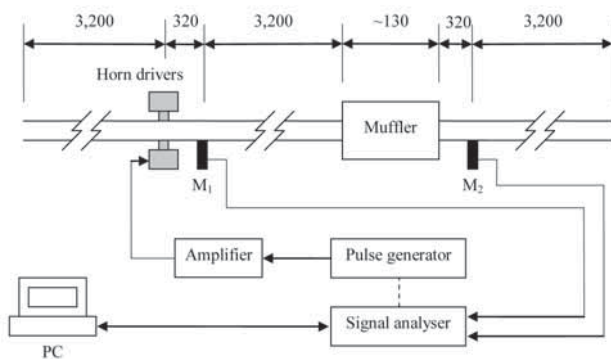 3,200 320 3,200 ~130 320 3,200
Horn drivers
Muffler
M₁ M₂
Amplifier Pulse generator
Signal analyser
PC